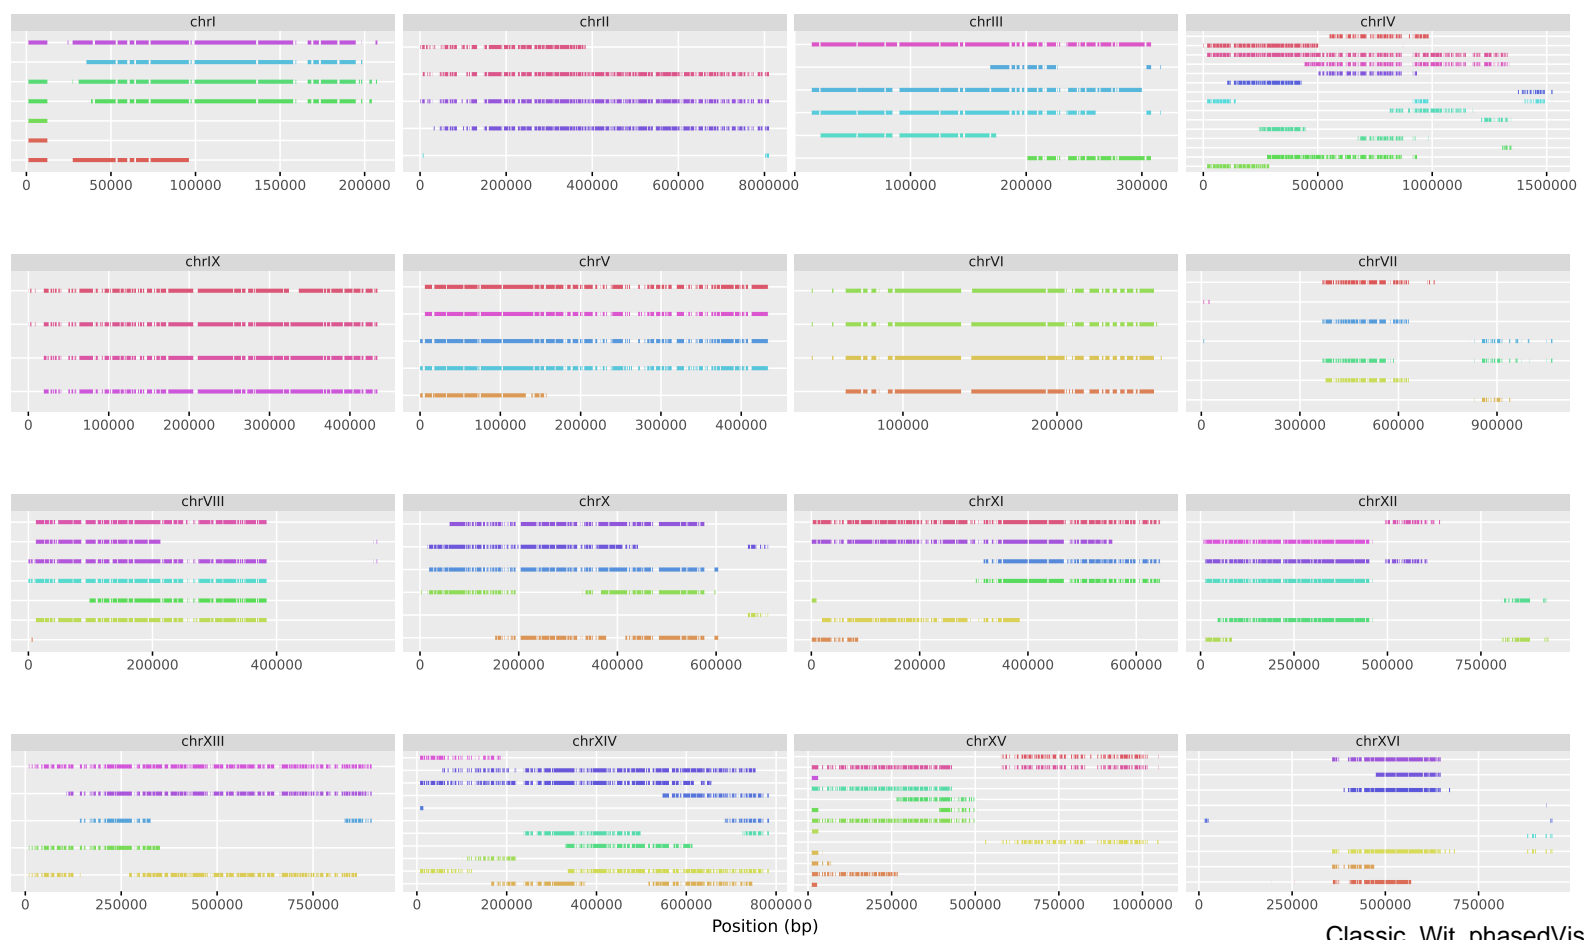 chrI chrII chrIII chrIV
0 50000 100000 150000 200000 0 200000 400000 600000 800000 100000 200000 300000 0 500000 1000000 1500000
chrIX chrV chrVI chrVII
0 100000 200000 300000 400000 0 100000 200000 300000 400000 100000 200000 0 300000 600000 900000
chrVIII chrX chrXI chrXII
0 200000 400000 0 200000 400000 600000 0 200000 400000 600000 0 250000 500000 750000
chrXIII chrXIV chrXV chrXVI
0 250000 500000 750000 0 200000 400000 600000 800000 0 250000 500000 750000 1000000 0 250000 500000 750000
Position (bp)
Classic_Wit_phasedVis